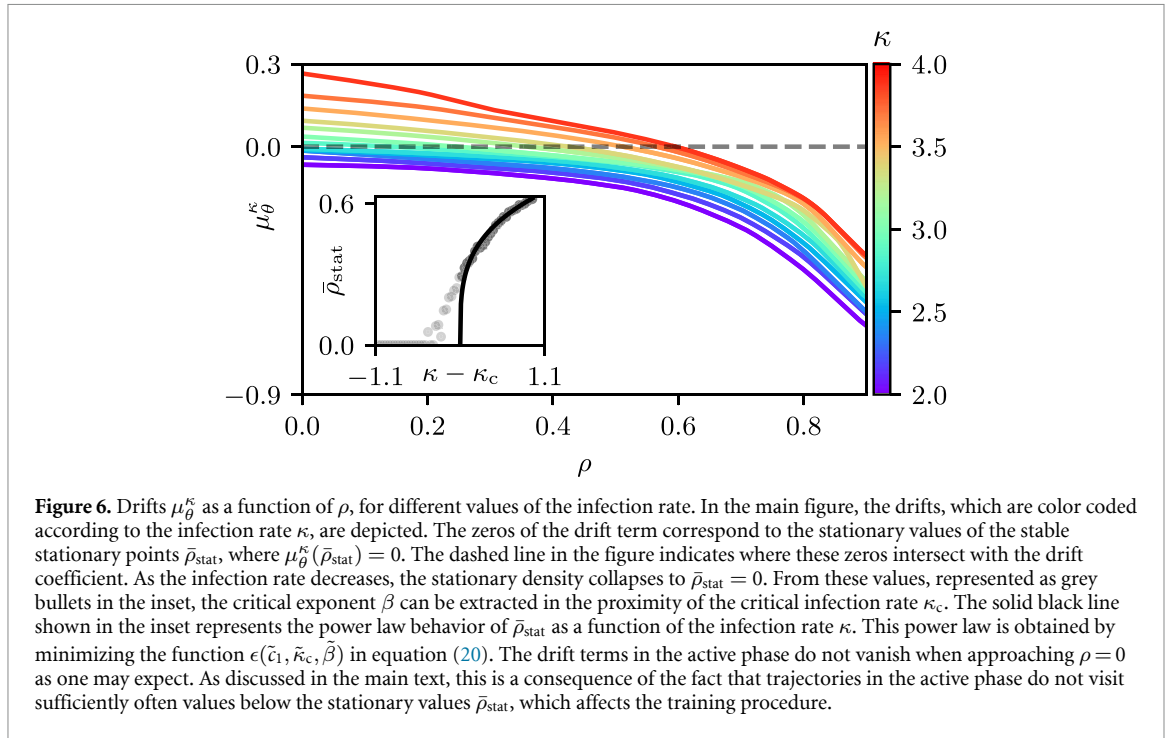 κ
0.3
4.0
0.0
3.5
μ_θ^κ
0.6
3.0
ρ̄_stat
2.5
0.0
−1.1 κ − κ_c 1.1
−0.9
2.0
0.0 0.2 0.4 0.6 0.8
ρ
Figure 6. Drifts μ_θ^κ as a function of ρ, for different values of the infection rate. In the main figure, the drifts, which are color coded
according to the infection rate κ, are depicted. The zeros of the drift term correspond to the stationary values of the stable
stationary points ρ̄_stat, where μ_θ^κ(ρ̄_stat) = 0. The dashed line in the figure indicates where these zeros intersect with the drift
coefficient. As the infection rate decreases, the stationary density collapses to ρ̄_stat = 0. From these values, represented as grey
bullets in the inset, the critical exponent β can be extracted in the proximity of the critical infection rate κ_c. The solid black line
shown in the inset represents the power law behavior of ρ̄_stat as a function of the infection rate κ. This power law is obtained by
minimizing the function ϵ(c̃_1, κ̃_c, β̃) in equation (20). The drift terms in the active phase do not vanish when approaching ρ = 0
as one may expect. As discussed in the main text, this is a consequence of the fact that trajectories in the active phase do not visit
sufficiently often values below the stationary values ρ̄_stat, which affects the training procedure.